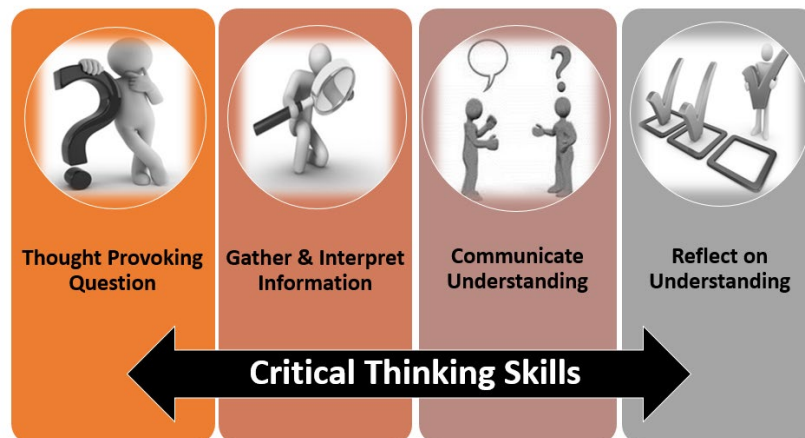 Thought Provoking
Question
Gather & Interpret
Information
Communicate
Understanding
Reflect on
Understanding
Critical Thinking Skills